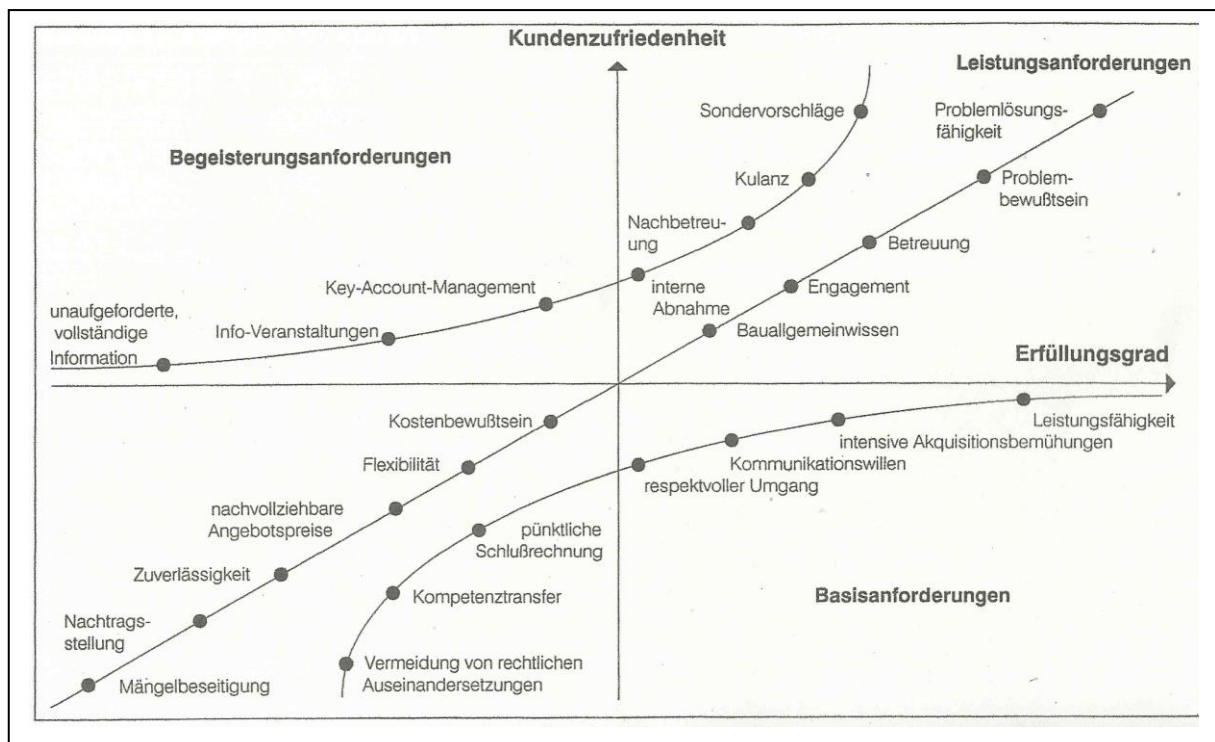 Kundenzufriedenheit
Leistungsanforderungen
Begeisterungsanforderungen
Sondervorschläge
Problemlösungs-
fähigkeit
Kulanz
Problem-
bewußtsein
Nachbetreu-
ung
Betreuung
Key-Account-Management
interne
Abnahme
Engagement
unaufgeforderte,
vollständige
Information
Info-Veranstaltungen
Bauallgemeinwissen
Erfüllungsgrad
Kostenbewußtsein
Leistungsfähigkeit
intensive Akquisitionsbemühungen
Flexibilität
Kommunikationswillen
respektvoller Umgang
nachvollziehbare
Angebotspreise
pünktliche
Schlußrechnung
Zuverlässigkeit
Kompetenztransfer
Basisanforderungen
Nachtrags-
stellung
Mängelbeseitigung
Vermeidung von rechtlichen
Auseinandersetzungen